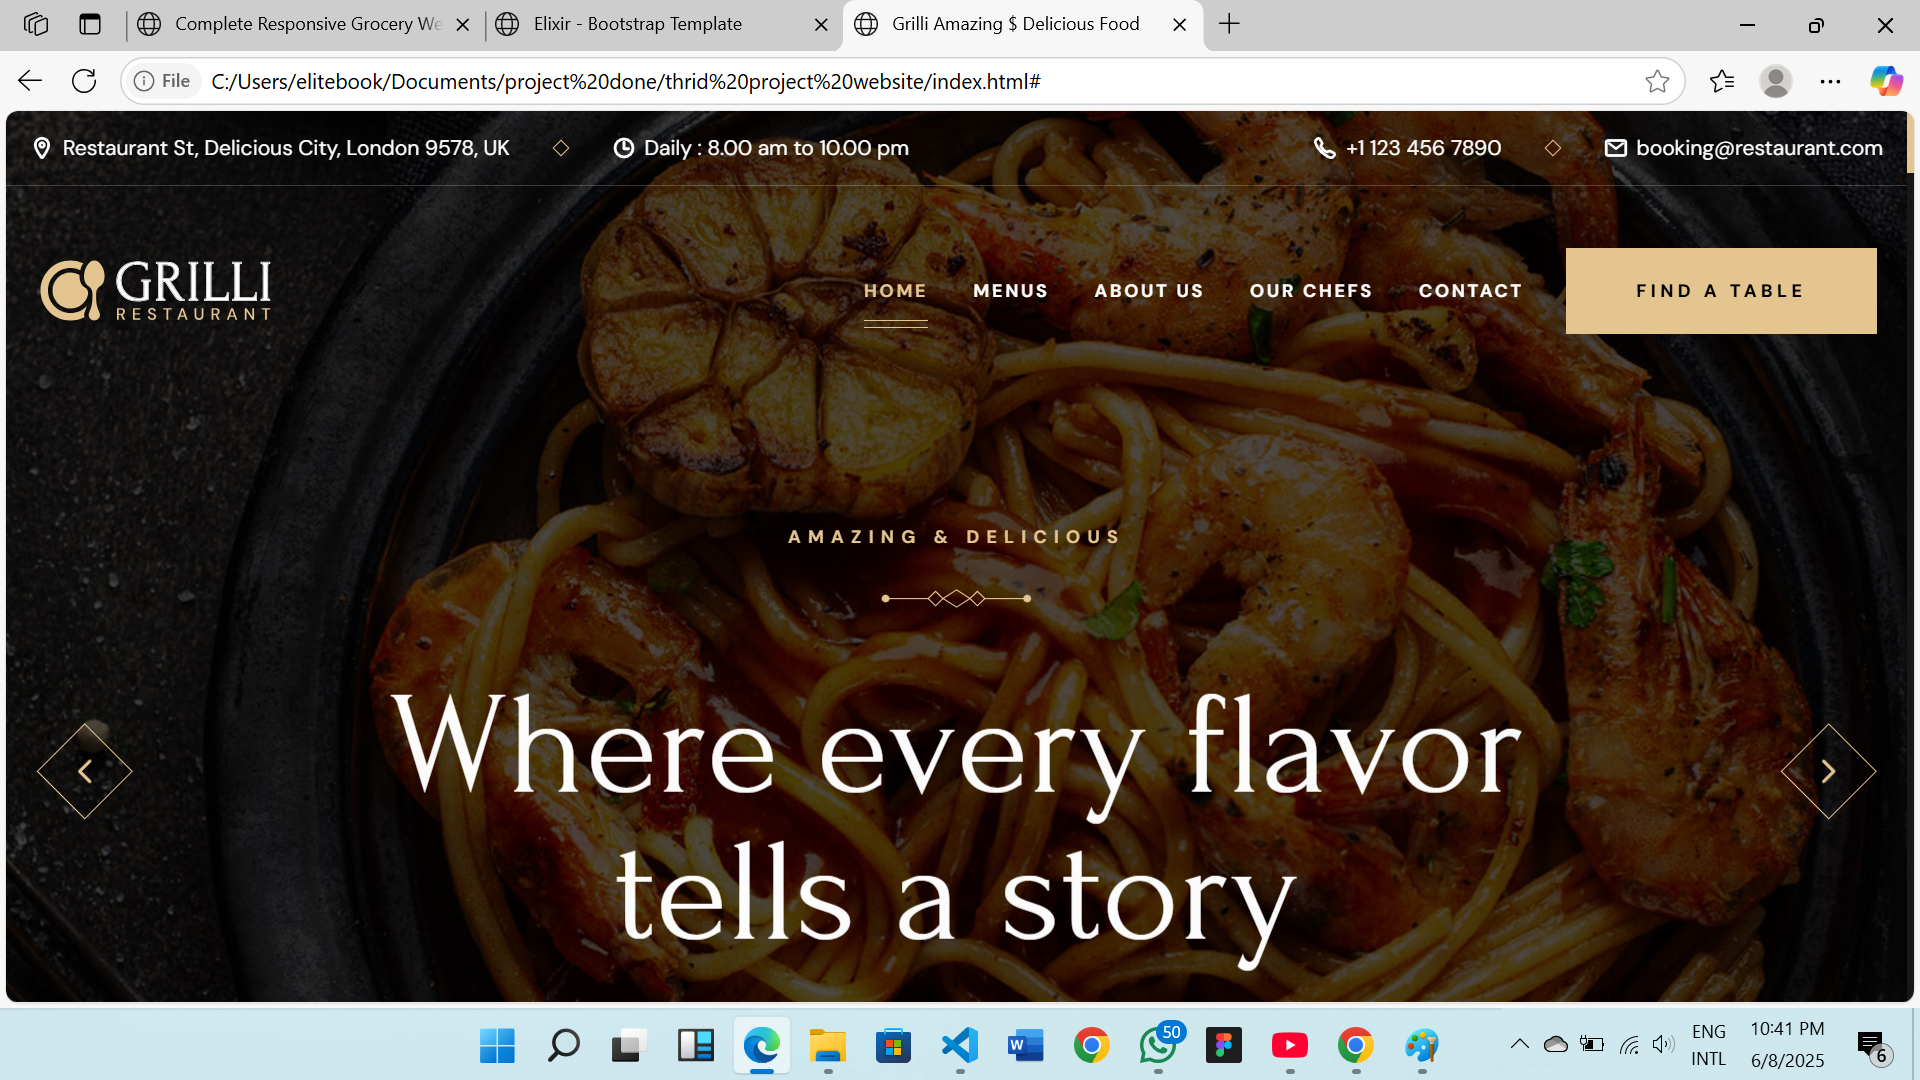 Complete Responsive Grocery We
Elixir - Bootstrap Template
Grilli Amazing $ Delicious Food
File
C:/Users/elitebook/Documents/project%20done/thrid%20project%20website/index.html#
Restaurant St, Delicious City, London 9578, UK
Daily : 8.00 am to 10.00 pm
+1 123 456 7890
booking@restaurant.com
GRILLI
RESTAURANT
HOME
MENUS
ABOUT US
OUR CHEFS
CONTACT
FIND A TABLE
AMAZING & DELICIOUS
Where every flavor
tells a story
W
50
ENG
INTL
10:41 PM
6/8/2025
6